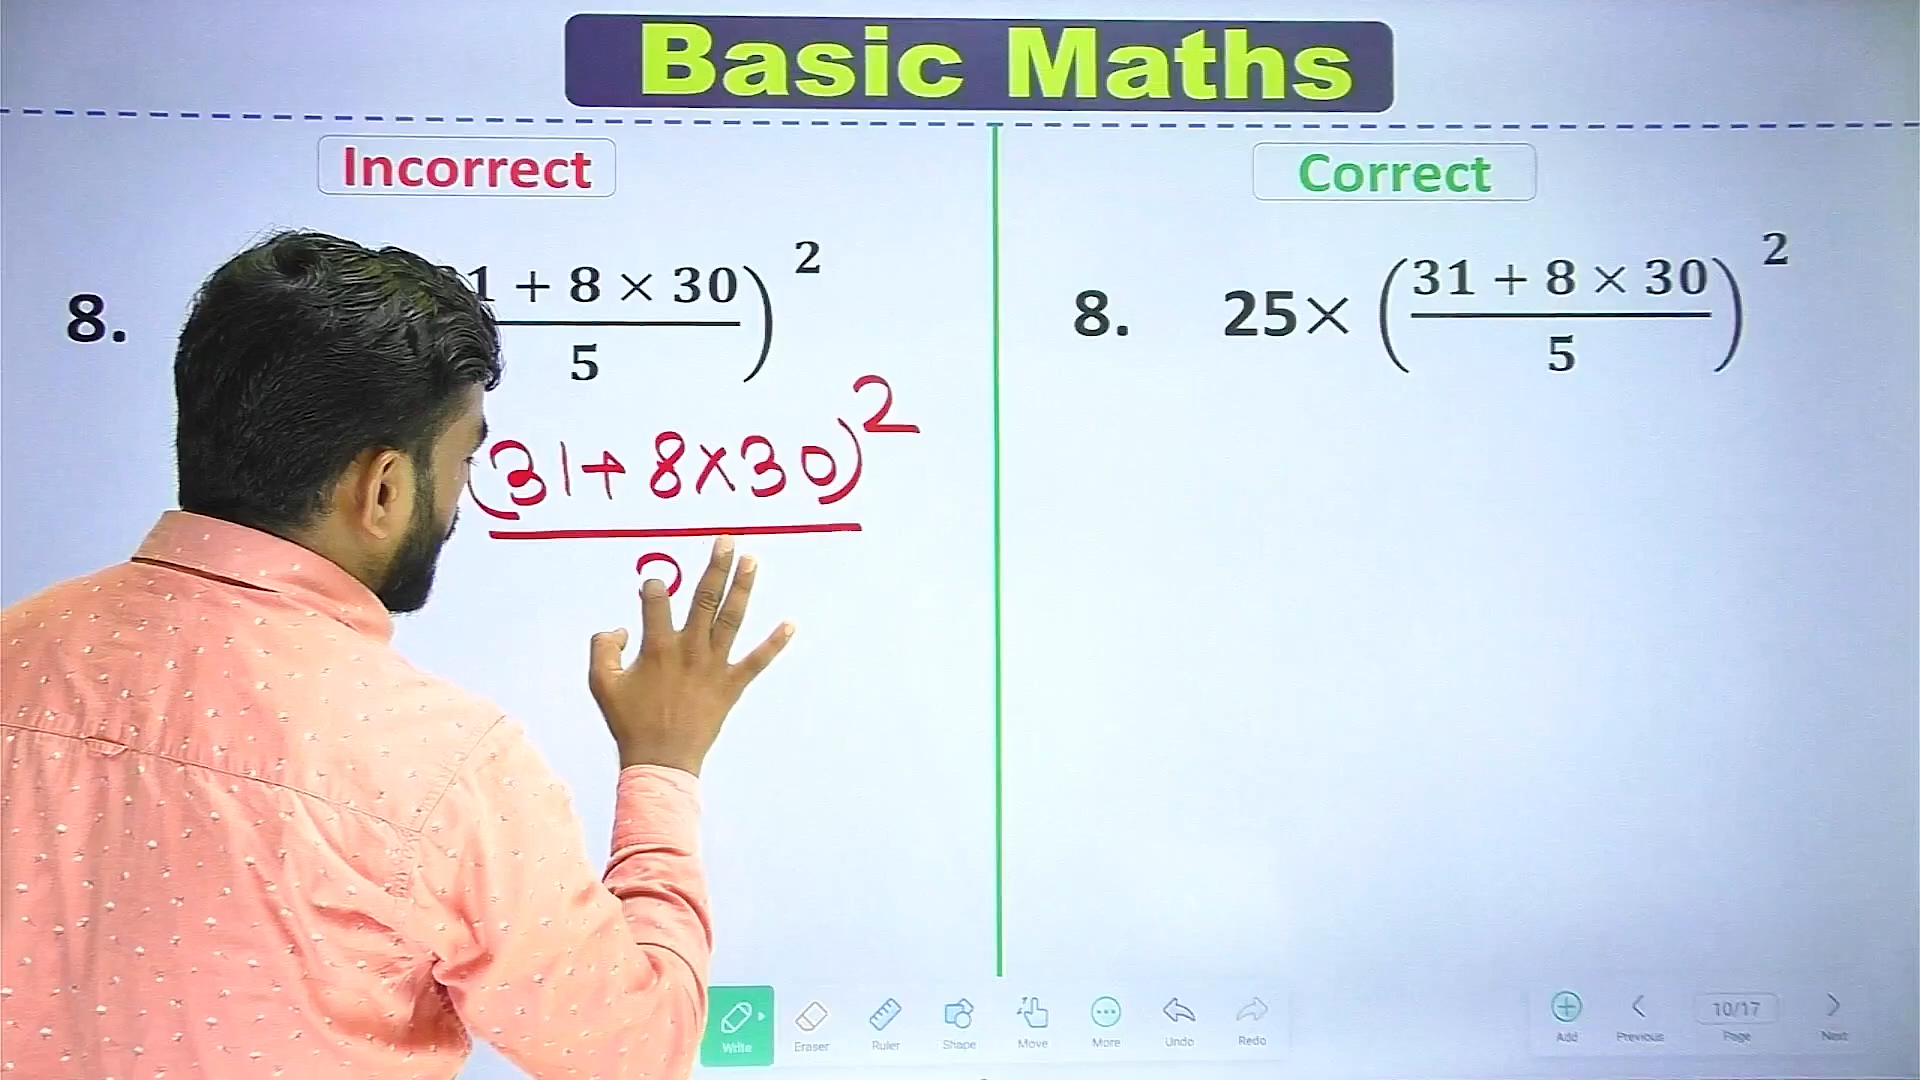 Basic Maths
Incorrect
Correct
8. 1 + 8 × 30) 2
5
8. 25× (31 + 8 × 30) 2
5
(31+8×30)2
Write Eraser Ruler Shape Move More Undo Redo
Add Previous 10/17 Page Next